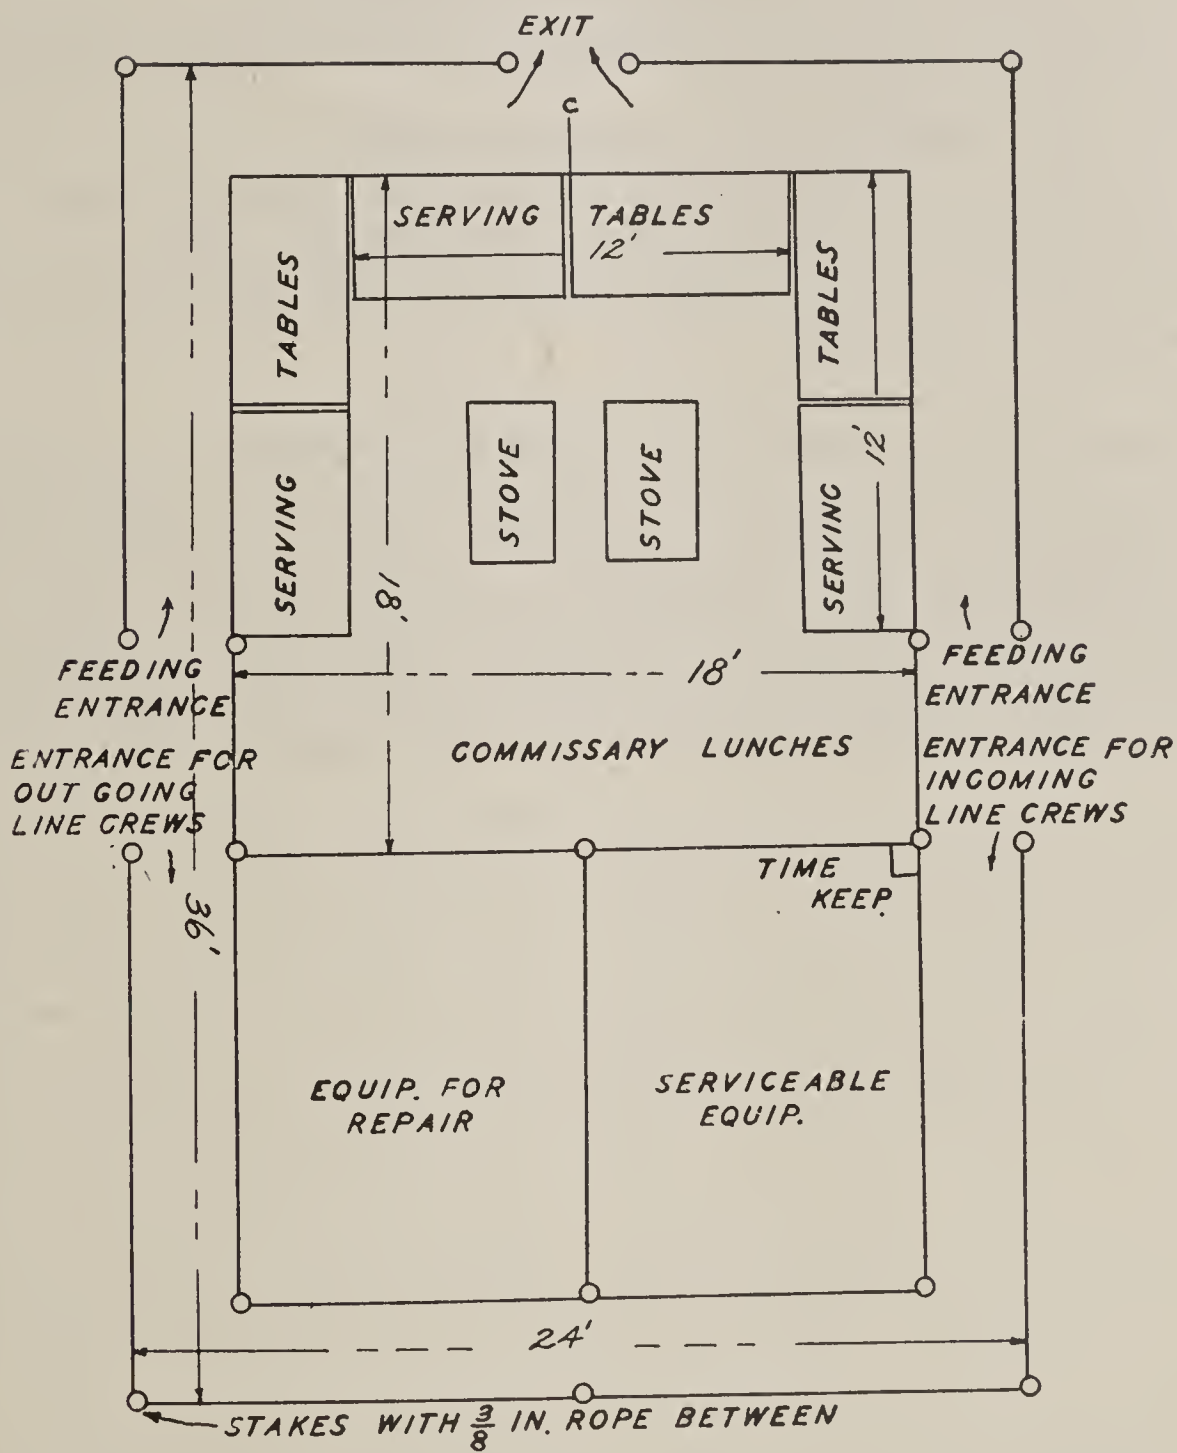 EXIT
C
SERVING TABLES
12'
TABLES
SERVING
TABLES
SERVING
12'
STOVE
STOVE
18'
18'
FEEDING
ENTRANCE
FEEDING
ENTRANCE
ENTRANCE FOR
OUT GOING
LINE CREWS
COMMISSARY LUNCHES
ENTRANCE FOR
INCOMING
LINE CREWS
TIME
KEEP.
36'
EQUIP. FOR
REPAIR
SERVICEABLE
EQUIP.
24'
STAKES WITH 3/8 IN. ROPE BETWEEN